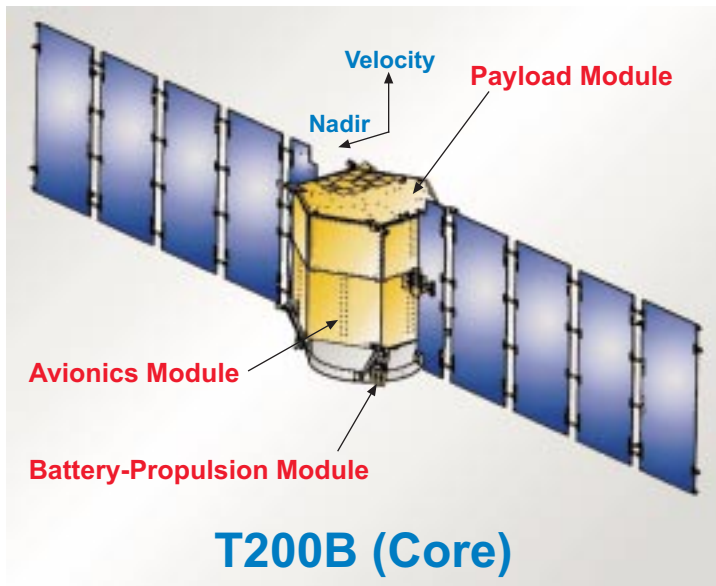 Velocity
Payload Module
Nadir
Avionics Module
Battery-Propulsion Module
T200B (Core)